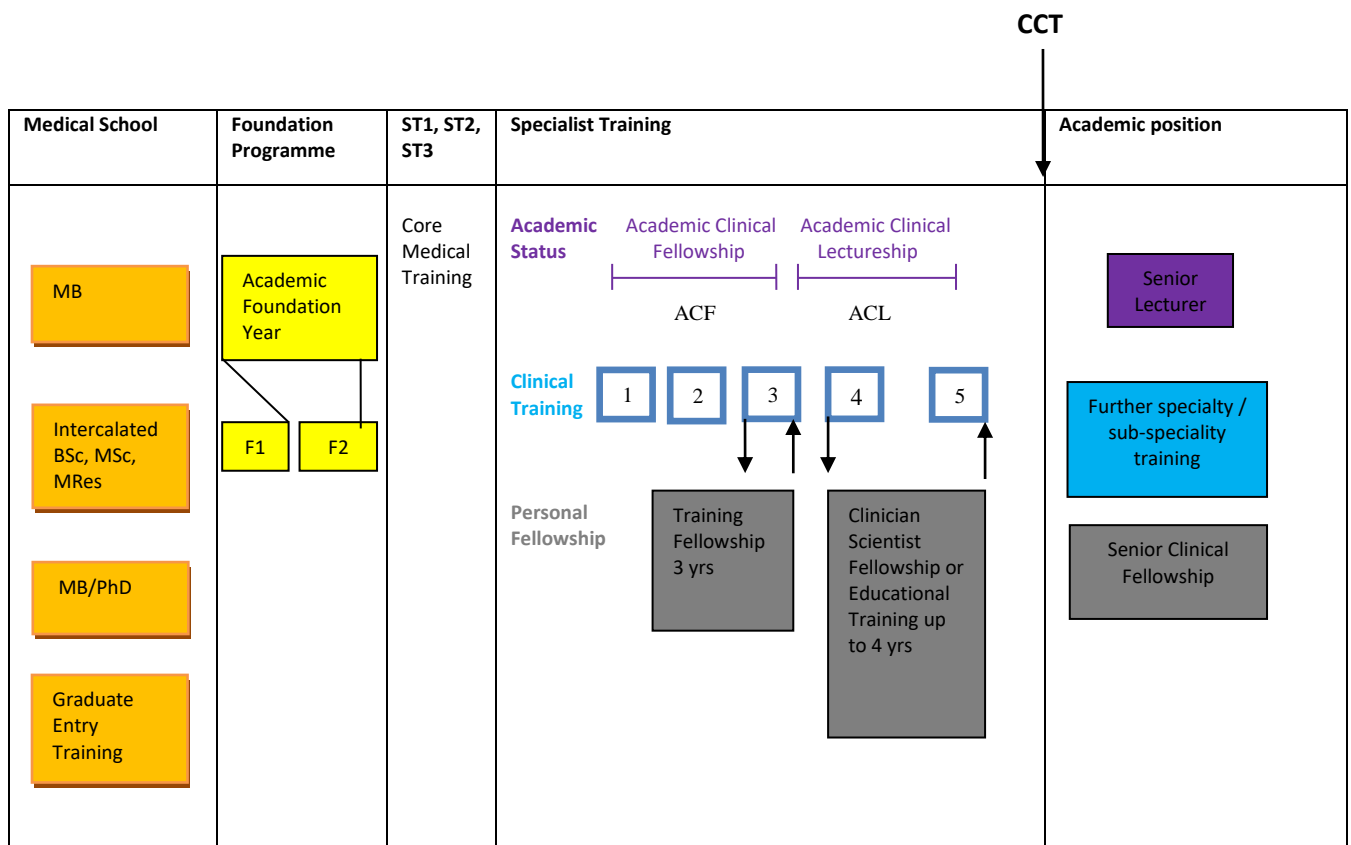 CCT
Medical School
Foundation
Programme
ST1, ST2,
ST3
Specialist Training
Academic position
MB
Intercalated
BSc, MSc,
MRes
MB/PhD
Graduate
Entry
Training
Academic
Foundation
Year
F1
F2
Core
Medical
Training
Academic
Status
Academic Clinical
Fellowship
Academic Clinical
Lectureship
ACF
ACL
Clinical
Training
1
2
3
4
5
Personal
Fellowship
Training
Fellowship
3 yrs
Clinician
Scientist
Fellowship or
Educational
Training up
to 4 yrs
Senior
Lecturer
Further specialty /
sub-speciality
training
Senior Clinical
Fellowship